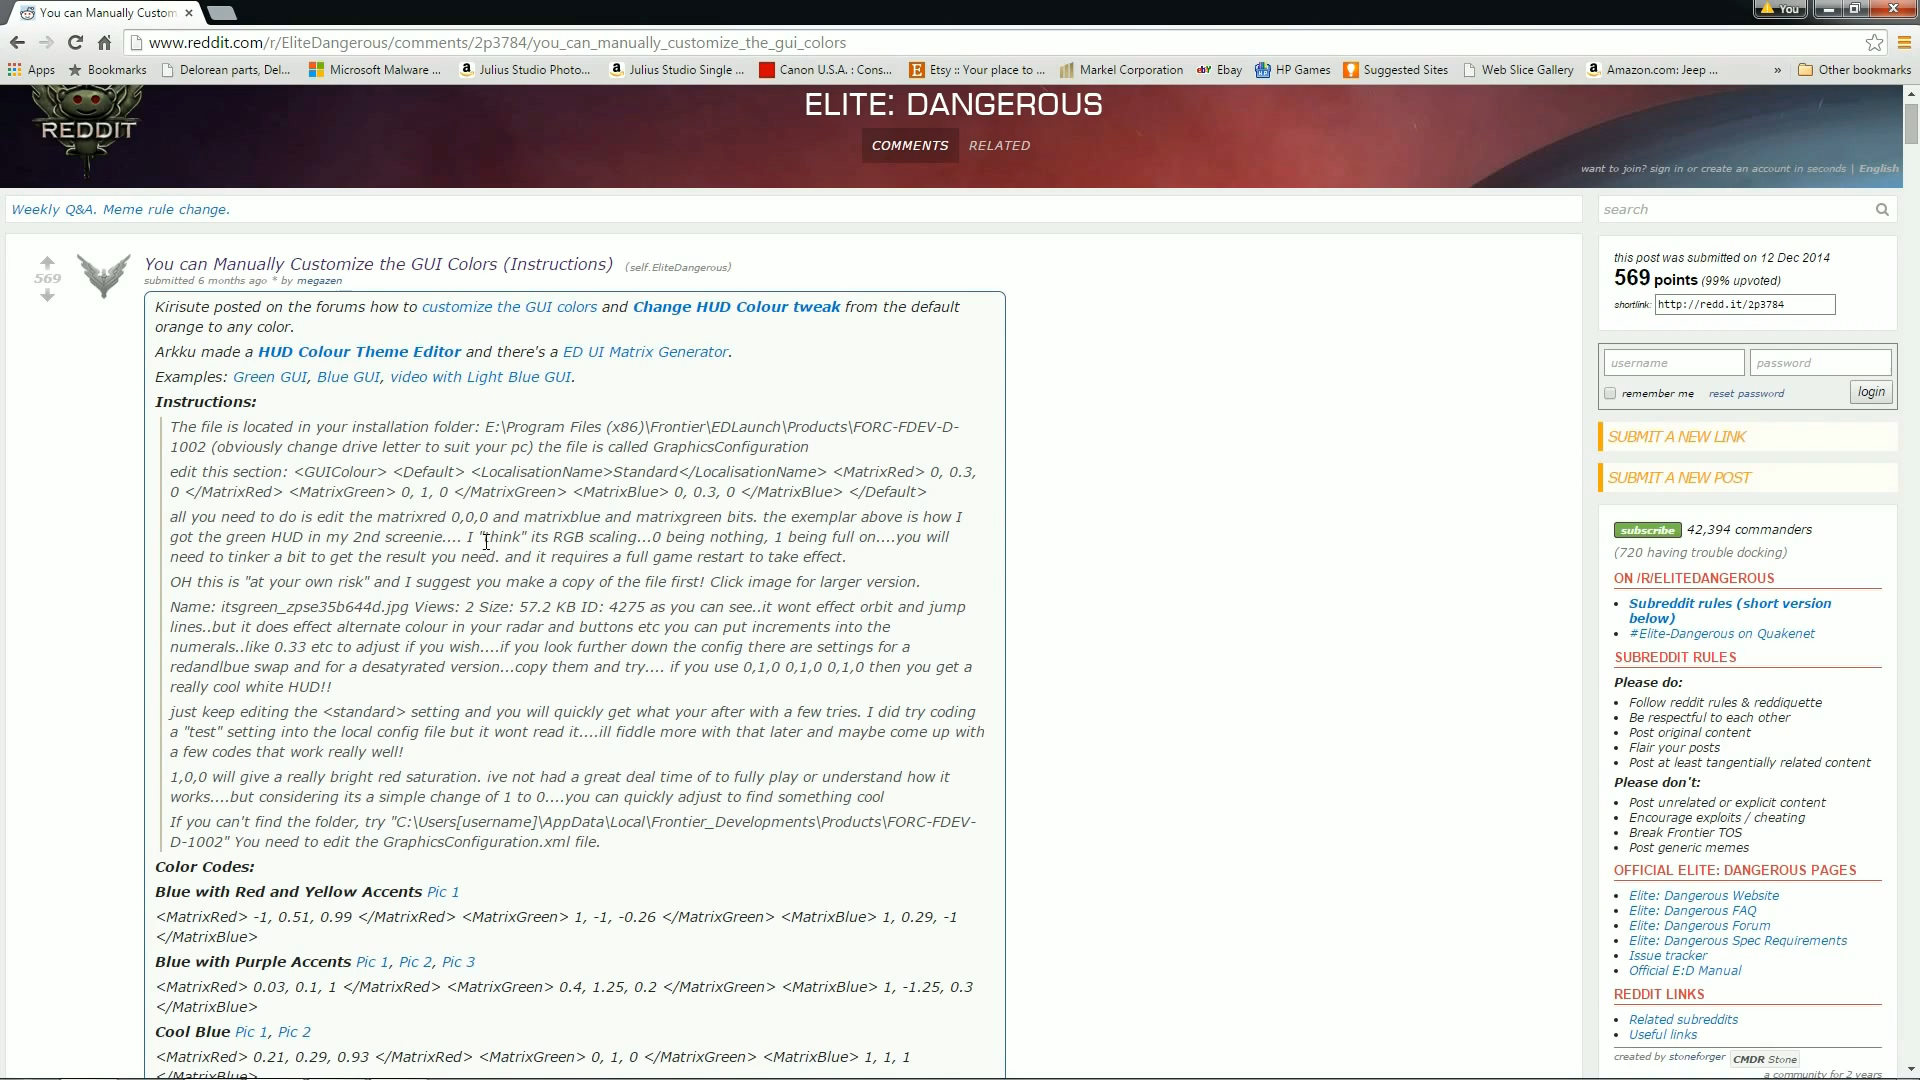 You can Manually Custom
You
www.reddit.com/r/EliteDangerous/comments/2p3784/you_can_manually_customize_the_gui_colors
Apps Bookmarks Delorean parts, Del... Microsoft Malware ... Julius Studio Photo... Julius Studio Single ... Canon U.S.A. : Cons... Etsy :: Your place to ... Markel Corporation Ebay HP Games Suggested Sites Web Slice Gallery Amazon.com: Jeep ... » Other bookmarks
REDDIT
ELITE: DANGEROUS
COMMENTS RELATED
want to join? sign in or create an account in seconds | English
Weekly Q&A. Meme rule change.
569
You can Manually Customize the GUI Colors (Instructions) (self.EliteDangerous)
submitted 6 months ago * by megazen
Kirisute posted on the forums how to customize the GUI colors and Change HUD Colour tweak from the default
orange to any color.
Arkku made a HUD Colour Theme Editor and there's a ED UI Matrix Generator.
Examples: Green GUI, Blue GUI, video with Light Blue GUI.
Instructions:
The file is located in your installation folder: E:\Program Files (x86)\Frontier\EDLaunch\Products\FORC-FDEV-D-
1002 (obviously change drive letter to suit your pc) the file is called GraphicsConfiguration
edit this section: <GUIColour> <Default> <LocalisationName>Standard</LocalisationName> <MatrixRed> 0, 0.3,
0 </MatrixRed> <MatrixGreen> 0, 1, 0 </MatrixGreen> <MatrixBlue> 0, 0.3, 0 </MatrixBlue> </Default>
all you need to do is edit the matrixred 0,0,0 and matrixblue and matrixgreen bits. the exemplar above is how I
got the green HUD in my 2nd screenie.... I "think" its RGB scaling...0 being nothing, 1 being full on....you will
need to tinker a bit to get the result you need. and it requires a full game restart to take effect.
OH this is "at your own risk" and I suggest you make a copy of the file first! Click image for larger version.
Name: itsgreen_zpse35b644d.jpg Views: 2 Size: 57.2 KB ID: 4275 as you can see..it wont effect orbit and jump
lines..but it does effect alternate colour in your radar and buttons etc you can put increments into the
numerals..like 0.33 etc to adjust if you wish....if you look further down the config there are settings for a
redandlbue swap and for a desatyrated version...copy them and try.... if you use 0,1,0 0,1,0 0,1,0 then you get a
really cool white HUD!!
just keep editing the <standard> setting and you will quickly get what your after with a few tries. I did try coding
a "test" setting into the local config file but it wont read it....ill fiddle more with that later and maybe come up with
a few codes that work really well!
1,0,0 will give a really bright red saturation. ive not had a great deal time of to fully play or understand how it
works....but considering its a simple change of 1 to 0....you can quickly adjust to find something cool
If you can't find the folder, try "C:\Users[username]\AppData\Local\Frontier_Developments\Products\FORC-FDEV-
D-1002" You need to edit the GraphicsConfiguration.xml file.
Color Codes:
Blue with Red and Yellow Accents Pic 1
<MatrixRed> -1, 0.51, 0.99 </MatrixRed> <MatrixGreen> 1, -1, -0.26 </MatrixGreen> <MatrixBlue> 1, 0.29, -1
</MatrixBlue>
Blue with Purple Accents Pic 1, Pic 2, Pic 3
<MatrixRed> 0.03, 0.1, 1 </MatrixRed> <MatrixGreen> 0.4, 1.25, 0.2 </MatrixGreen> <MatrixBlue> 1, -1.25, 0.3
</MatrixBlue>
Cool Blue Pic 1, Pic 2
<MatrixRed> 0.21, 0.29, 0.93 </MatrixRed> <MatrixGreen> 0, 1, 0 </MatrixGreen> <MatrixBlue> 1, 1, 1
</MatrixBlue>
search
this post was submitted on 12 Dec 2014
569 points (99% upvoted)
shortlink: http://redd.it/2p3784
username password
remember me reset password login
SUBMIT A NEW LINK
SUBMIT A NEW POST
subscribe 42,394 commanders
(720 having trouble docking)
ON /R/ELITEDANGEROUS
Subreddit rules (short version
below)
#Elite-Dangerous on Quakenet
SUBREDDIT RULES
Please do:
Follow reddit rules & reddiquette
Be respectful to each other
Post original content
Flair your posts
Post at least tangentially related content
Please don't:
Post unrelated or explicit content
Encourage exploits / cheating
Break Frontier TOS
Post generic memes
OFFICIAL ELITE: DANGEROUS PAGES
Elite: Dangerous Website
Elite: Dangerous FAQ
Elite: Dangerous Forum
Elite: Dangerous Spec Requirements
Issue tracker
Official E:D Manual
REDDIT LINKS
Related subreddits
Useful links
created by stoneforger CMDR Stone
a community for 2 years